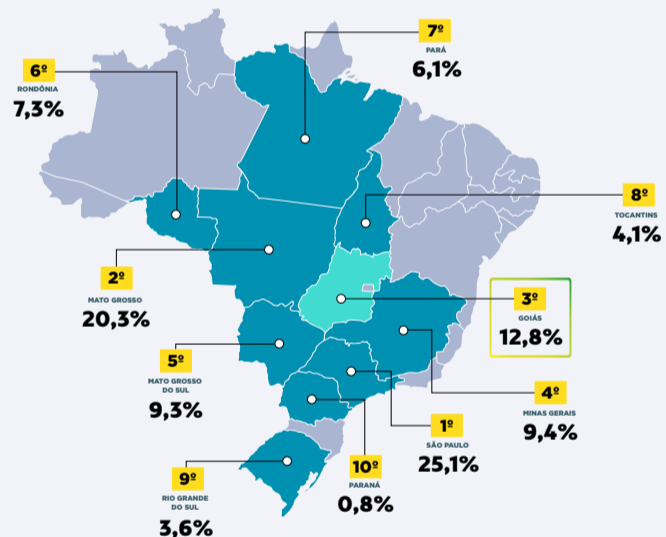 7º
PARÁ
6,1%
6º
RONDÔNIA
7,3%
8º
TOCANTINS
4,1%
2º
MATO GROSSO
20,3%
3º
GOIÁS
12,8%
5º
MATO GROSSO
DO SUL
9,3%
4º
MINAS GERAIS
9,4%
1º
SÃO PAULO
25,1%
10º
PARANÁ
0,8%
9º
RIO GRANDE
DO SUL
3,6%